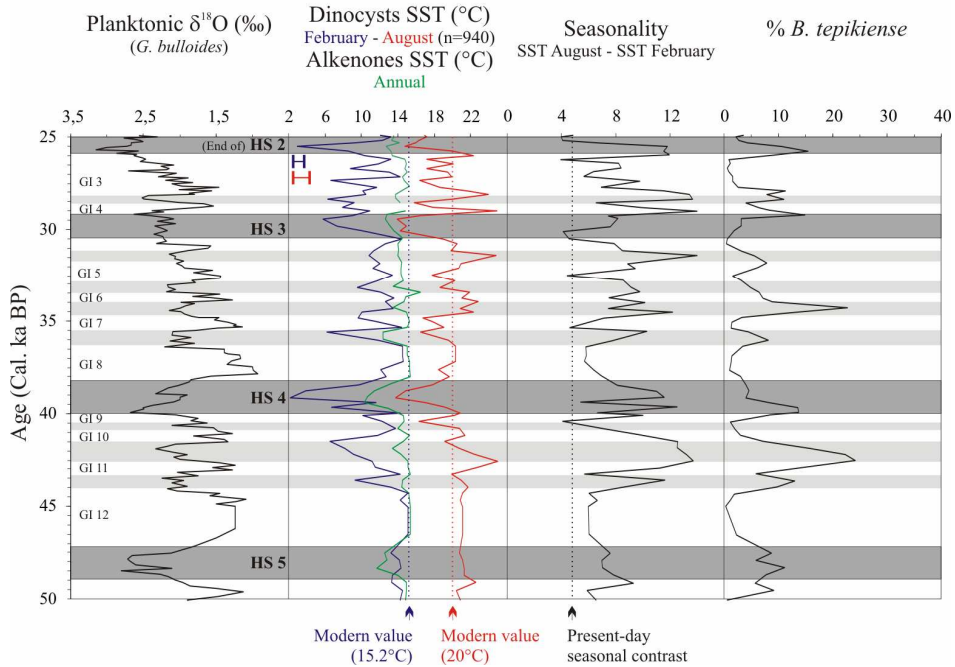 Planktonic δ¹⁸O (‰)
(G. bulloides)
Dinocysts SST (°C)
February - August (n=940)
Alkenones SST (°C)
Annual
Seasonality
SST August - SST February
% B. tepikiense
3,5 2,5 1,5 2 6 10 14 18 0 0 4 8 12 0 10 20 30 40
Age (Cal. ka BP)
25
30
35
40
45
50
(End of) HS 2
GI 3
GI 4
HS 3
GI 5
GI 6
GI 7
GI 8
HS 4
GI 9
GI 10
GI 11
GI 12
HS 5
Modern value
(15.2°C)
Modern value
(20°C)
Present-day
seasonal contrast